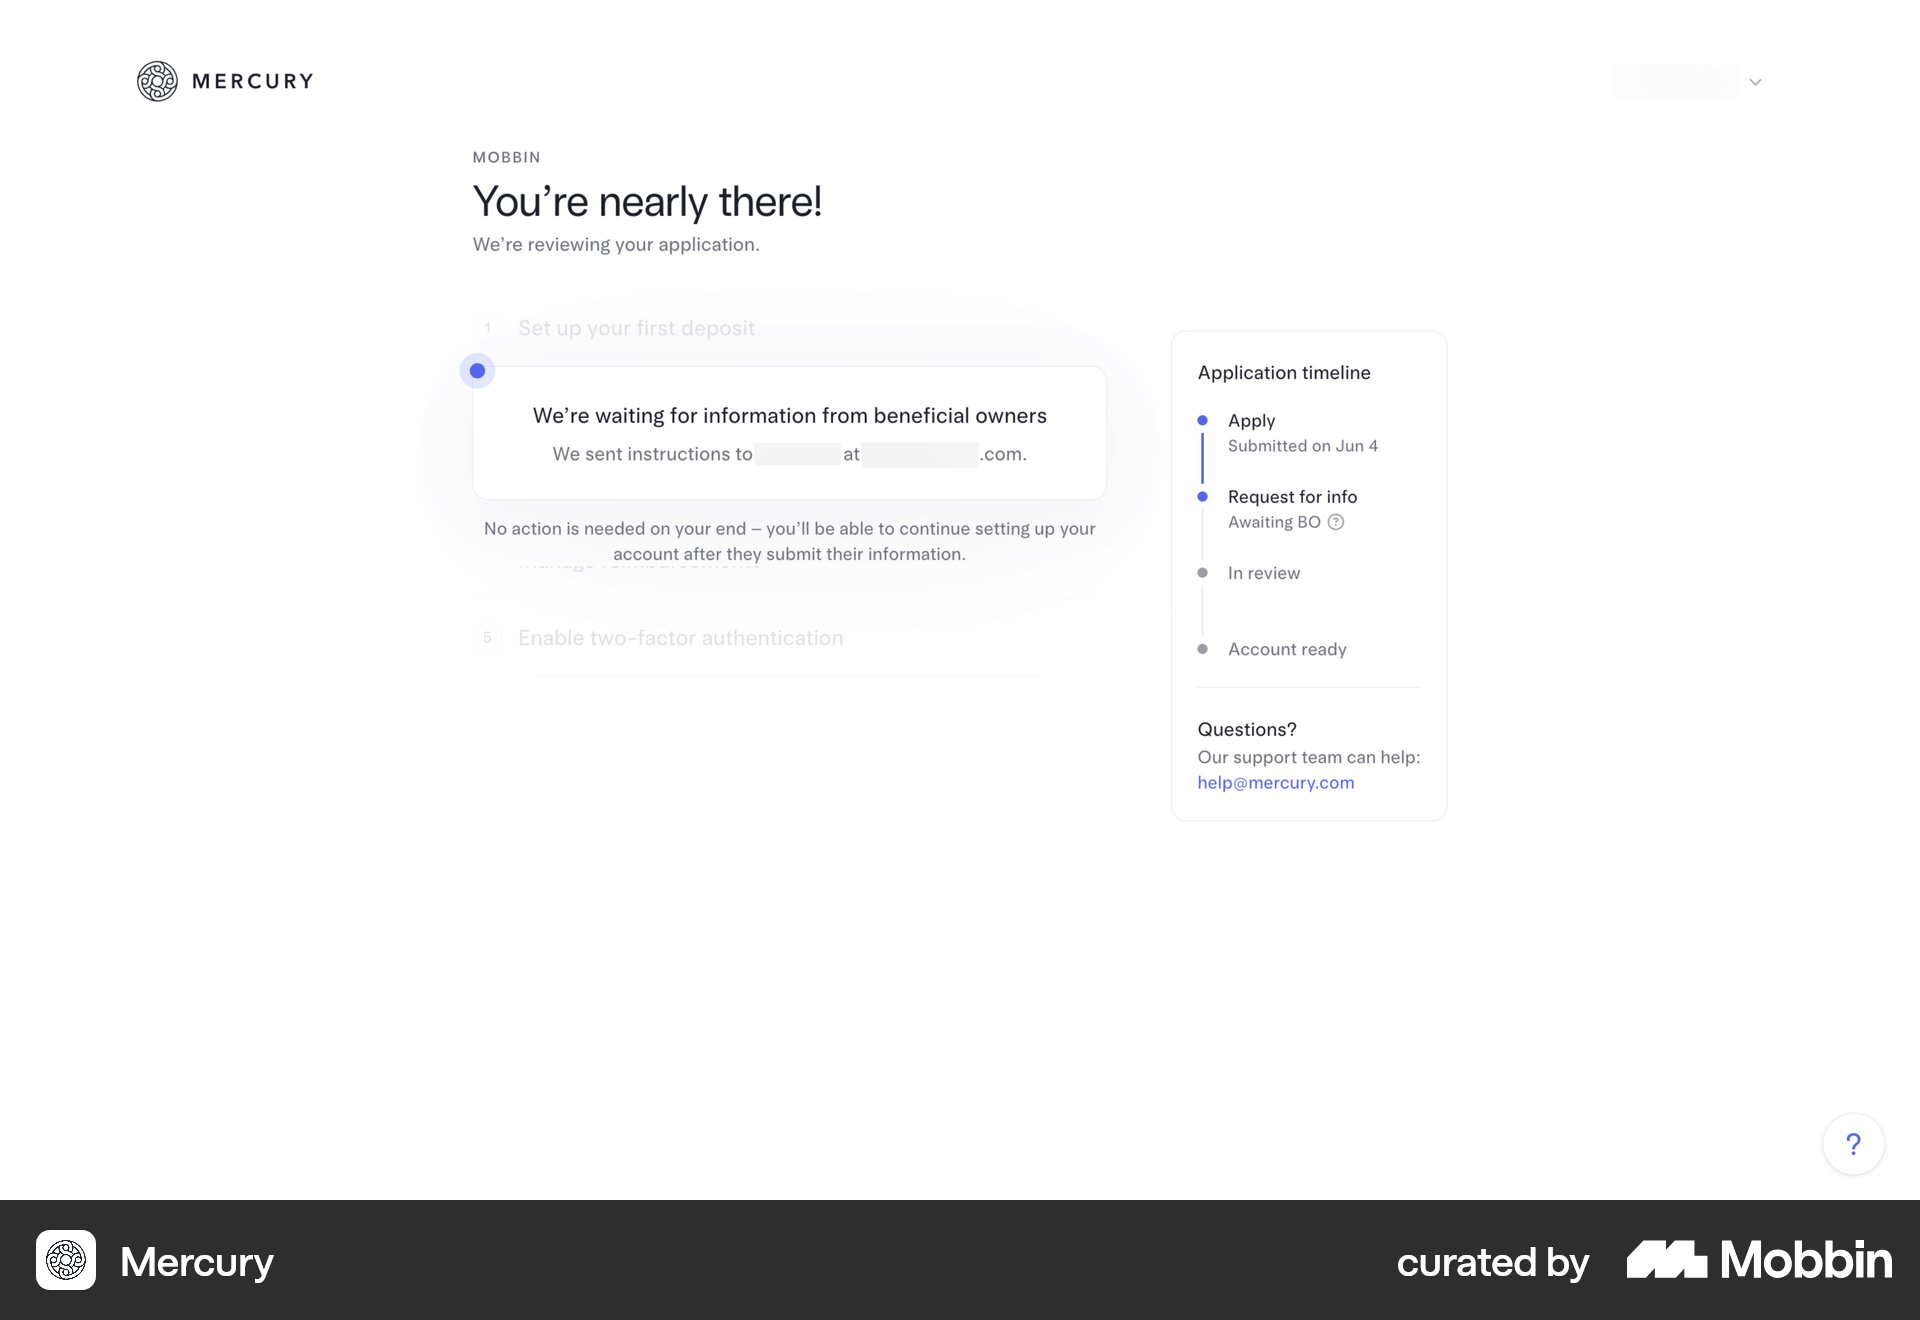 MERCURY
MOBBIN
You’re nearly there!
We’re reviewing your application.
1 Set up your first deposit
We’re waiting for information from beneficial owners
We sent instructions to at .com.
No action is needed on your end – you’ll be able to continue setting up your
account after they submit their information.
5 Enable two-factor authentication
Application timeline
Apply
Submitted on Jun 4
Request for info
Awaiting BO ?
In review
Account ready
Questions?
Our support team can help:
help@mercury.com
?
Mercury
curated by Mobbin